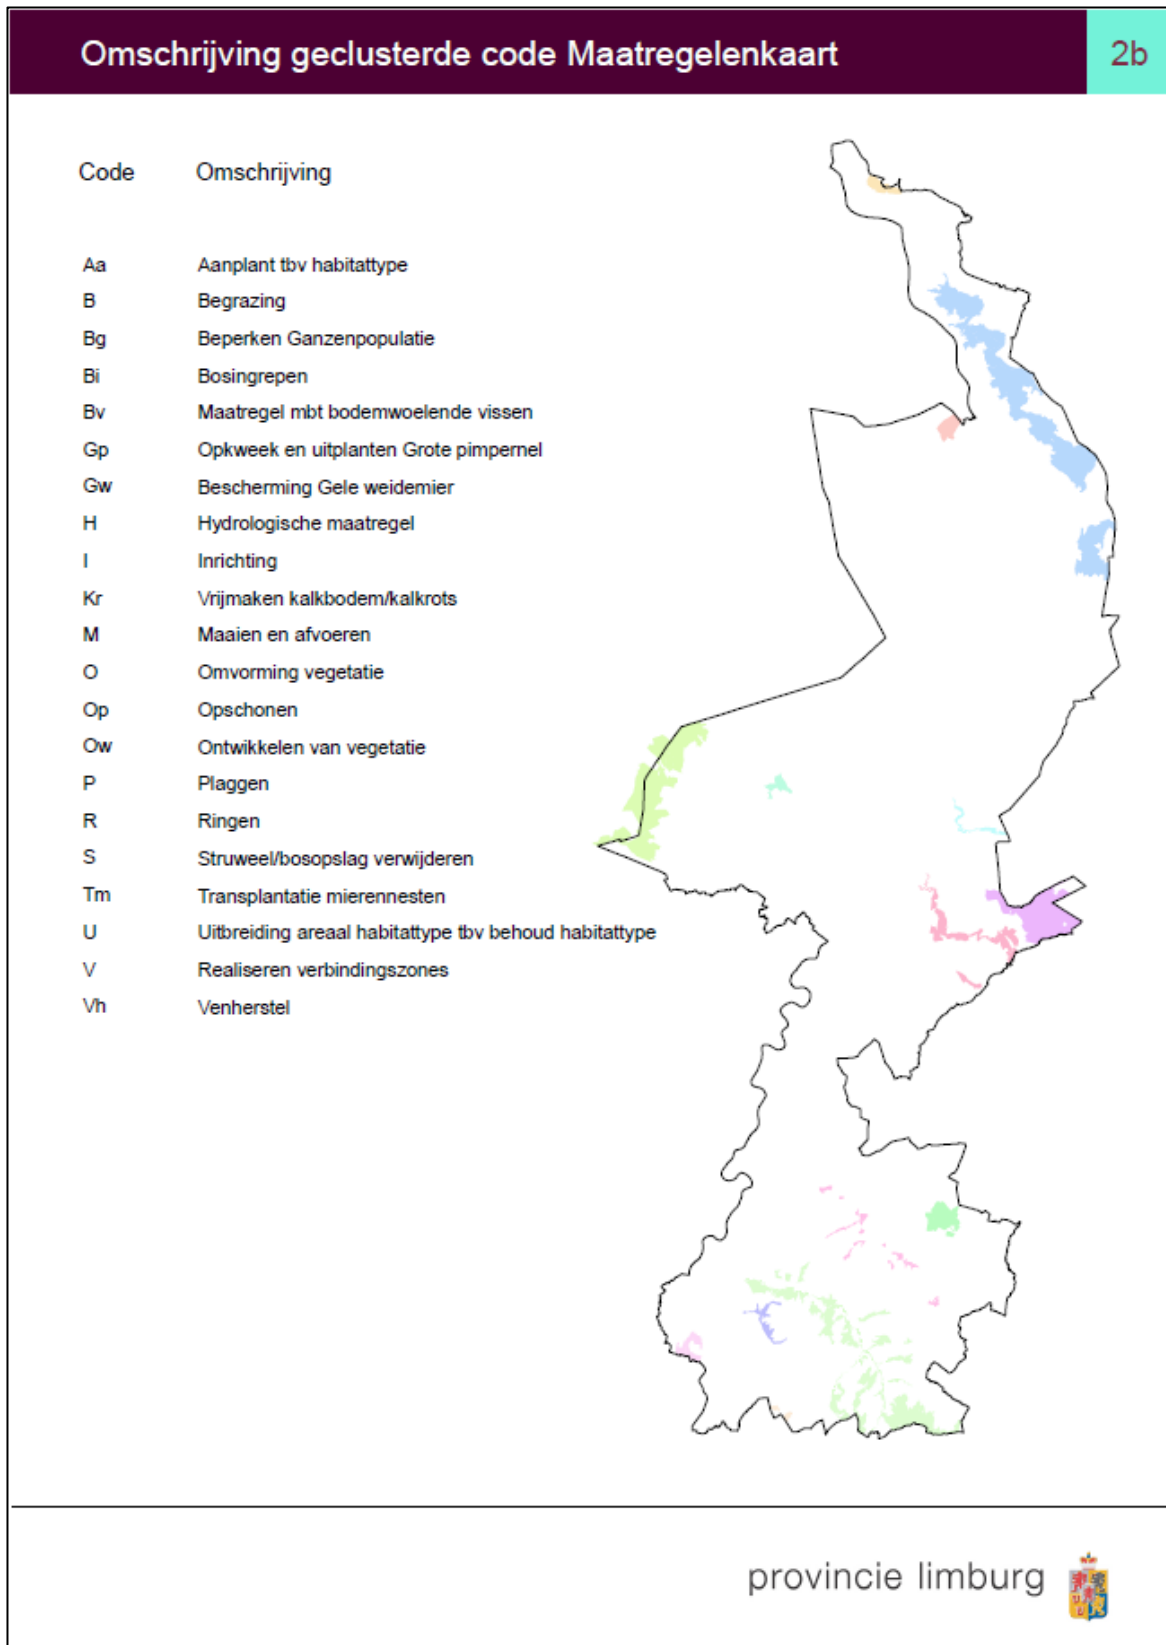 Omschrijving geclusterde code Maatregelenkaart 2b
Code Omschrijving
Aa Aanplant tbv habitattype
B Begrazing
Bg Beperken Ganzenpopulatie
Bi Bosingrepen
Bv Maatregel mbt bodemwoelende vissen
Gp Opkweek en uitplanten Grote pimpernel
Gw Bescherming Gele weidemier
H Hydrologische maatregel
I Inrichting
Kr Vrijmaken kalkbodem/kalkrots
M Maaien en afvoeren
O Omvorming vegetatie
Op Opschonen
Ow Ontwikkelen van vegetatie
P Plaggen
R Ringen
S Struweel/bosopslag verwijderen
Tm Transplantatie mierennesten
U Uitbreiding areaal habitattype tbv behoud habitattype
V Realiseren verbindingszones
Vh Venherstel
provincie limburg